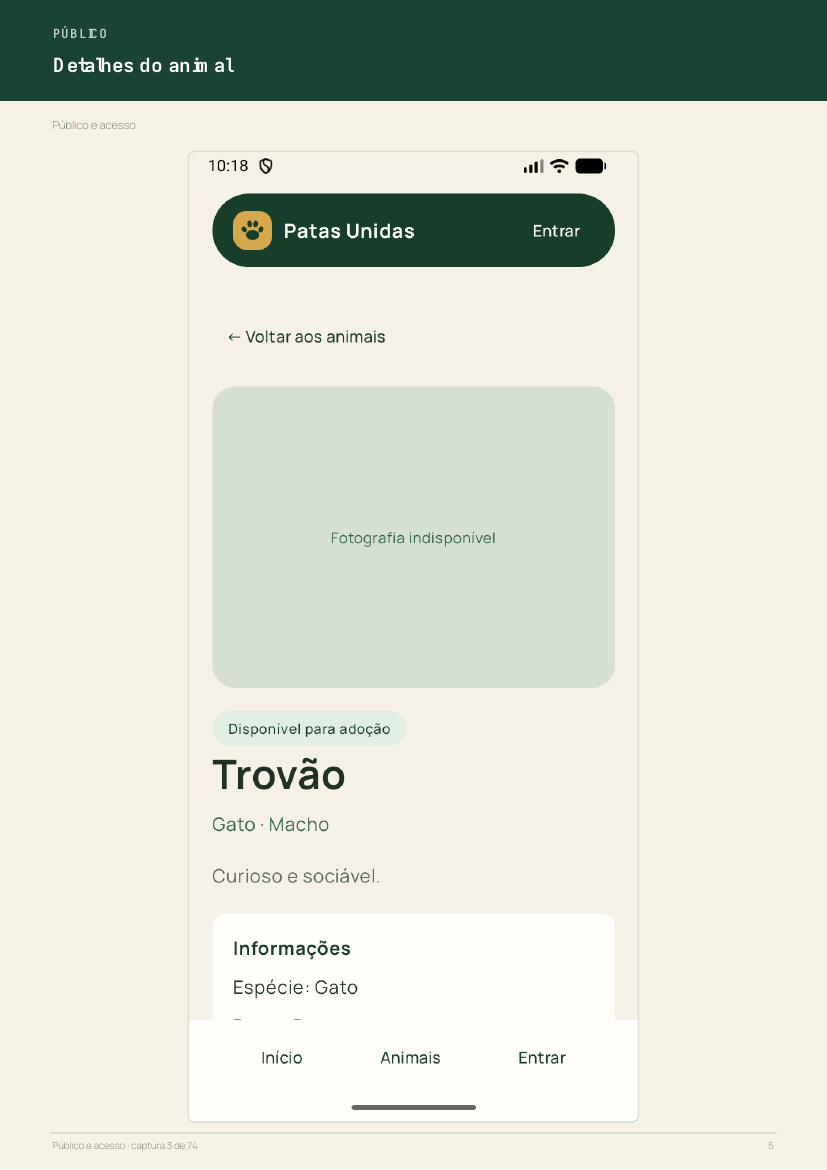 PÚBLICO
Detalhes do animal
Público e acesso
10:18
Patas Unidas
Entrar
← Voltar aos animais
Fotografia indisponível
Disponível para adoção
Trovão
Gato · Macho
Curioso e sociável.
Informações
Espécie: Gato
Início
Animais
Entrar
Público e acesso · captura 3 de 74
5